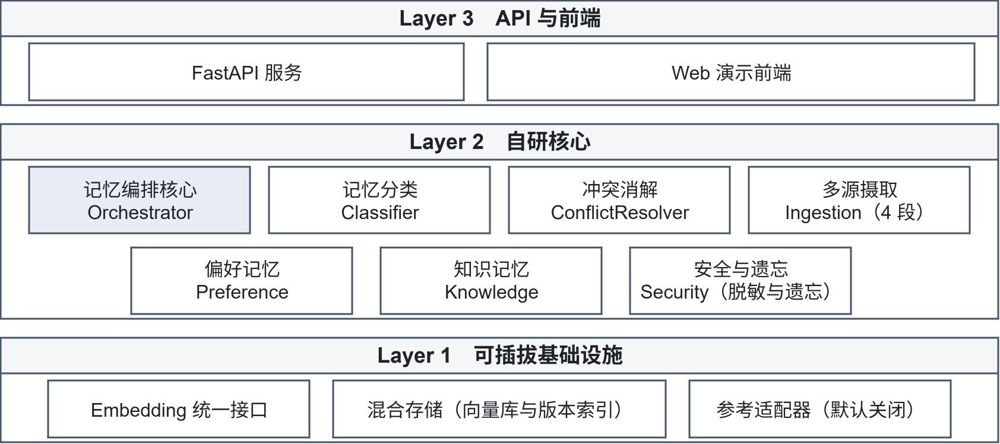 Layer 3　API 与前端
FastAPI 服务
Web 演示前端
Layer 2　自研核心
记忆编排核心
Orchestrator
记忆分类
Classifier
冲突消解
ConflictResolver
多源摄取
Ingestion（4 段）
偏好记忆
Preference
知识记忆
Knowledge
安全与遗忘
Security（脱敏与遗忘）
Layer 1　可插拔基础设施
Embedding 统一接口
混合存储（向量库与版本索引）
参考适配器（默认关闭）